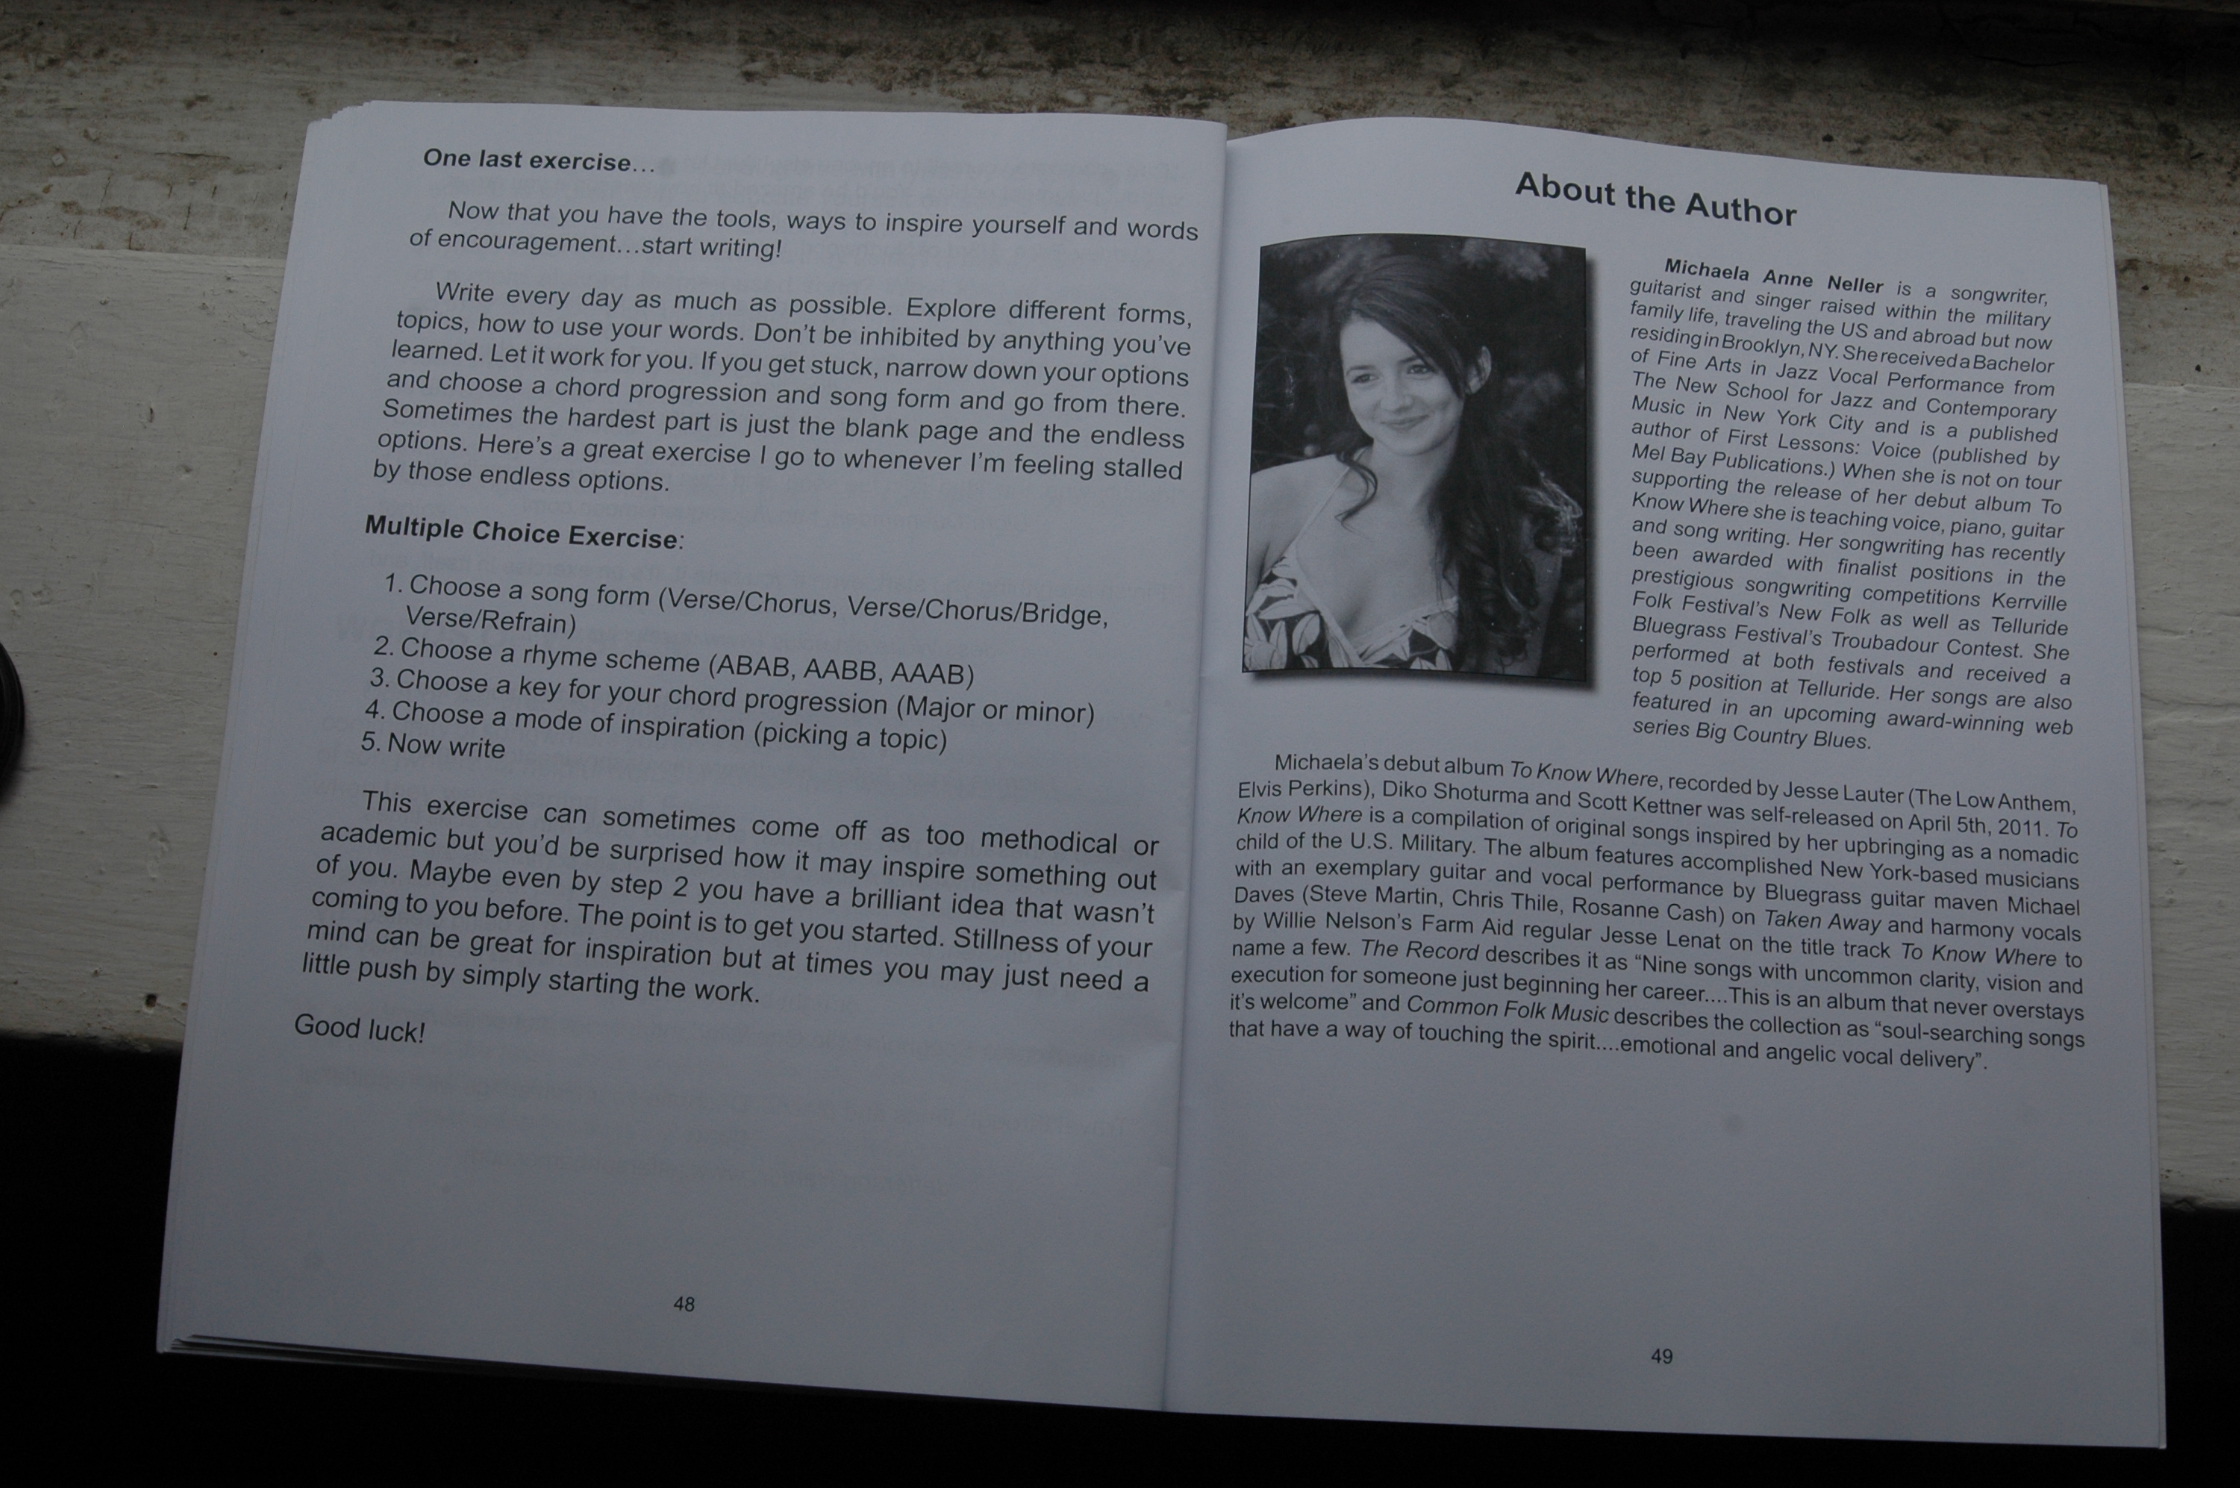 One last exercise…
Now that you have the tools, ways to inspire yourself and words
of encouragement…start writing!
Write every day as much as possible. Explore different forms,
topics, how to use your words. Don't be inhibited by anything you've
learned. Let it work for you. If you get stuck, narrow down your options
and choose a chord progression and song form and go from there.
Sometimes the hardest part is just the blank page and the endless
options. Here's a great exercise I go to whenever I'm feeling stalled
by those endless options.
Multiple Choice Exercise:
1. Choose a song form (Verse/Chorus, Verse/Chorus/Bridge,
Verse/Refrain)
2. Choose a rhyme scheme (ABAB, AABB, AAAB)
3. Choose a key for your chord progression (Major or minor)
4. Choose a mode of inspiration (picking a topic)
5. Now write
This exercise can sometimes come off as too methodical or
academic but you'd be surprised how it may inspire something out
of you. Maybe even by step 2 you have a brilliant idea that wasn't
coming to you before. The point is to get you started. Stillness of your
mind can be great for inspiration but at times you may just need a
little push by simply starting the work.
Good luck!
48
About the Author
Michaela Anne Neller is a songwriter,
guitarist and singer raised within the military
family life, traveling the US and abroad but now
residing in Brooklyn, NY. She received a Bachelor
of Fine Arts in Jazz Vocal Performance from
The New School for Jazz and Contemporary
Music in New York City and is a published
author of First Lessons: Voice (published by
Mel Bay Publications.) When she is not on tour
supporting the release of her debut album To
Know Where she is teaching voice, piano, guitar
and song writing. Her songwriting has recently
been awarded with finalist positions in the
prestigious songwriting competitions Kerrville
Folk Festival's New Folk as well as Telluride
Bluegrass Festival's Troubadour Contest. She
performed at both festivals and received a
top 5 position at Telluride. Her songs are also
featured in an upcoming award-winning web
series Big Country Blues.
Michaela's debut album To Know Where, recorded by Jesse Lauter (The Low Anthem,
Elvis Perkins), Diko Shoturma and Scott Kettner was self-released on April 5th, 2011. To
Know Where is a compilation of original songs inspired by her upbringing as a nomadic
child of the U.S. Military. The album features accomplished New York-based musicians
with an exemplary guitar and vocal performance by Bluegrass guitar maven Michael
Daves (Steve Martin, Chris Thile, Rosanne Cash) on Taken Away and harmony vocals
by Willie Nelson's Farm Aid regular Jesse Lenat on the title track To Know Where to
name a few. The Record describes it as "Nine songs with uncommon clarity, vision and
execution for someone just beginning her career....This is an album that never overstays
it's welcome" and Common Folk Music describes the collection as "soul-searching songs
that have a way of touching the spirit....emotional and angelic vocal delivery".
49